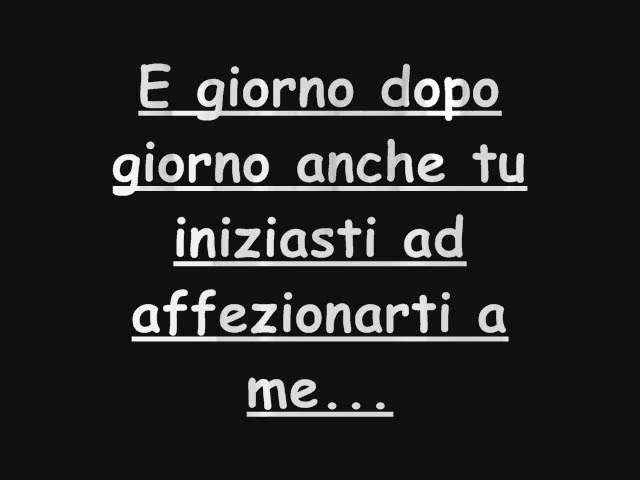 E giorno dopo
giorno anche tu
iniziasti ad
affezionarti a
me...